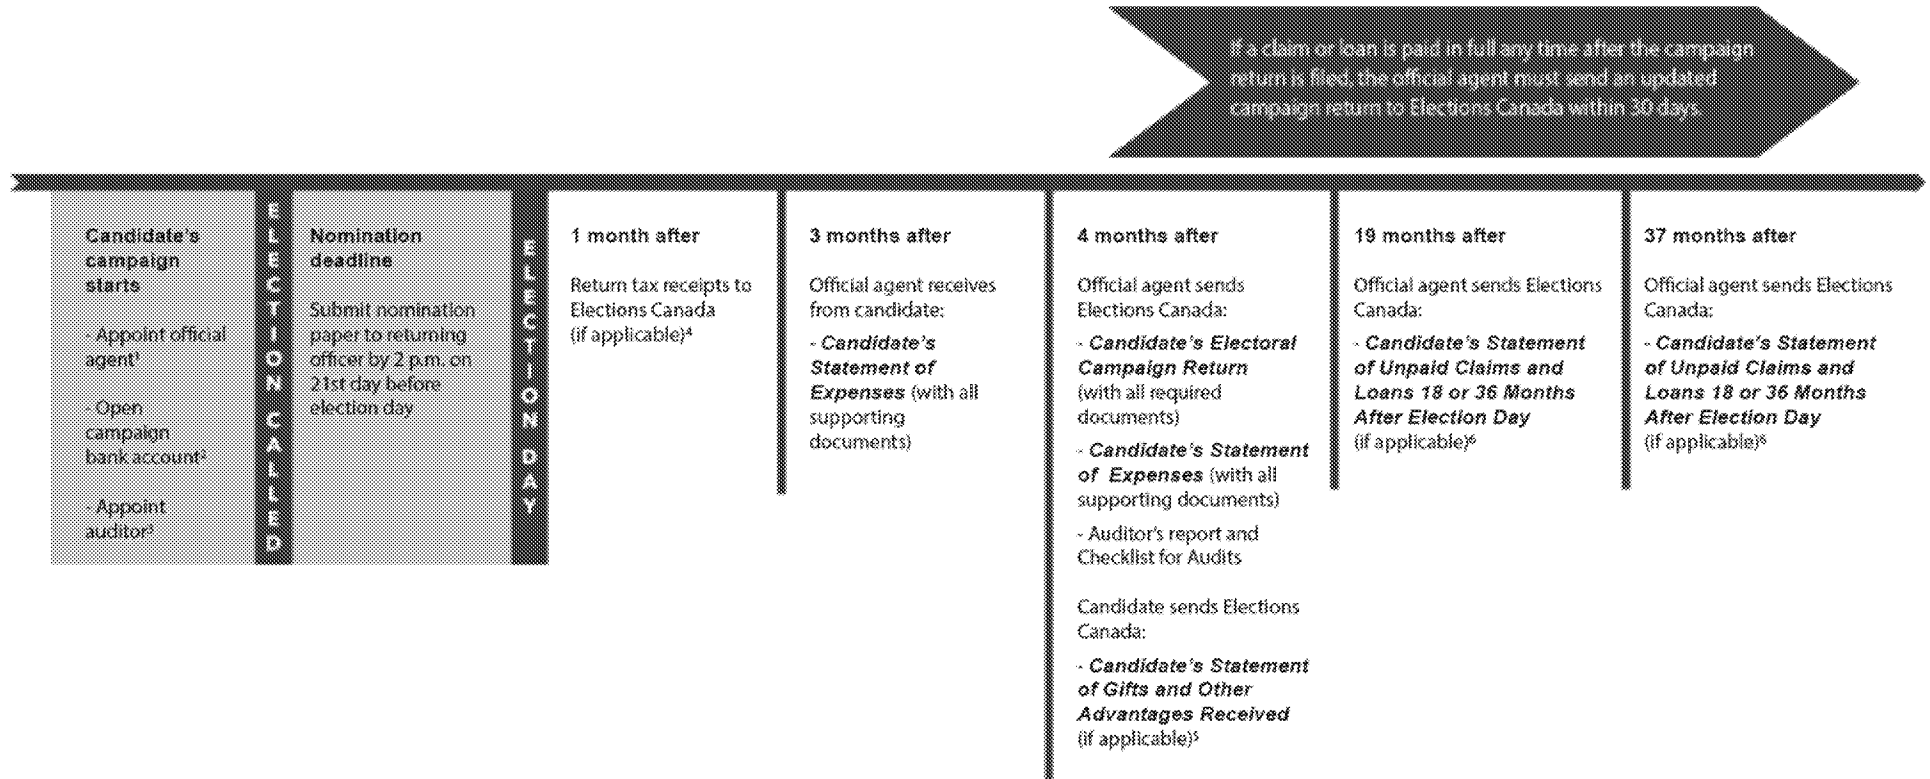 If a claim or loan is paid in full any time after the campaign
return is filed, the official agent must send an updated
campaign return to Elections Canada within 30 days.
Candidate's
campaign
starts
- Appoint official
agent¹
- Open
campaign
bank account²
- Appoint
auditor³
ELECTION CALLED
Nomination
deadline
Submit nomination
paper to returning
officer by 2 p.m. on
21st day before
election day
ELECTION DAY
1 month after
Return tax receipts to
Elections Canada
(if applicable)⁴
3 months after
Official agent receives
from candidate:
- Candidate's
Statement of
Expenses (with all
supporting
documents)
4 months after
Official agent sends
Elections Canada:
- Candidate's Electoral
Campaign Return
(with all required
documents)
- Candidate's Statement
of Expenses (with all
supporting documents)
- Auditor's report and
Checklist for Audits
Candidate sends Elections
Canada:
- Candidate's Statement
of Gifts and Other
Advantages Received
(if applicable)⁵
19 months after
Official agent sends Elections
Canada:
- Candidate's Statement
of Unpaid Claims and
Loans 18 or 36 Months
After Election Day
(if applicable)⁶
37 months after
Official agent sends Elections
Canada:
- Candidate's Statement
of Unpaid Claims and
Loans 18 or 36 Months
After Election Day
(if applicable)⁶